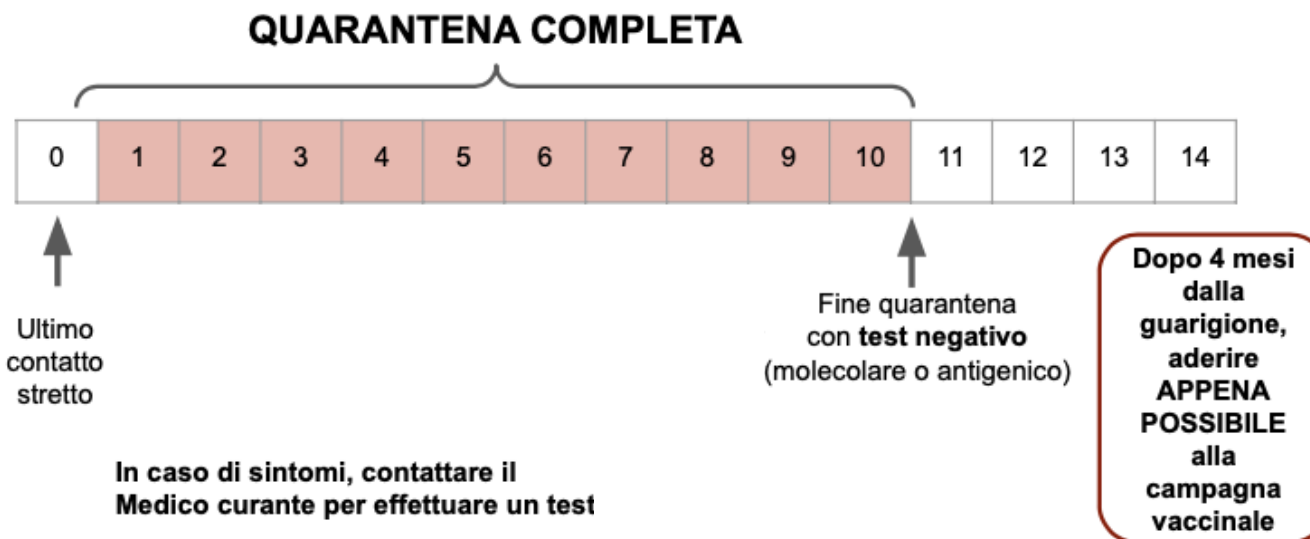 QUARANTENA COMPLETA
0 1 2 3 4 5 6 7 8 9 10 11 12 13 14
Ultimo
contatto
stretto
Fine quarantena
con test negativo
(molecolare o antigenico)
Dopo 4 mesi
dalla
guarigione,
aderire
APPENA
POSSIBILE
alla
campagna
vaccinale
In caso di sintomi, contattare il
Medico curante per effettuare un test